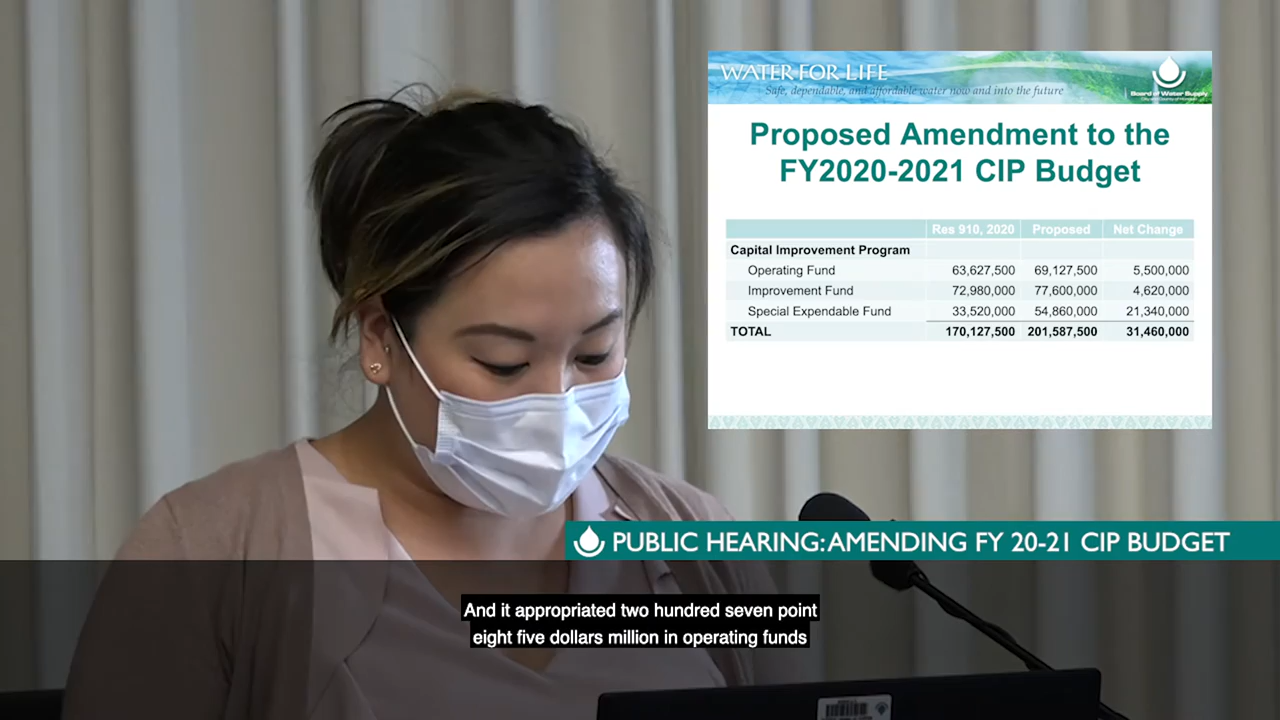 WATER FOR LIFE
Safe, dependable, and affordable water now and into the future
Board of Water Supply
City and County of Honolulu
Proposed Amendment to the
FY2020-2021 CIP Budget
Res 910, 2020 Proposed Net Change
Capital Improvement Program
Operating Fund 63,627,500 69,127,500 5,500,000
Improvement Fund 72,980,000 77,600,000 4,620,000
Special Expendable Fund 33,520,000 54,860,000 21,340,000
TOTAL 170,127,500 201,587,500 31,460,000
PUBLIC HEARING: AMENDING FY 20-21 CIP BUDGET
And it appropriated two hundred seven point
eight five dollars million in operating funds